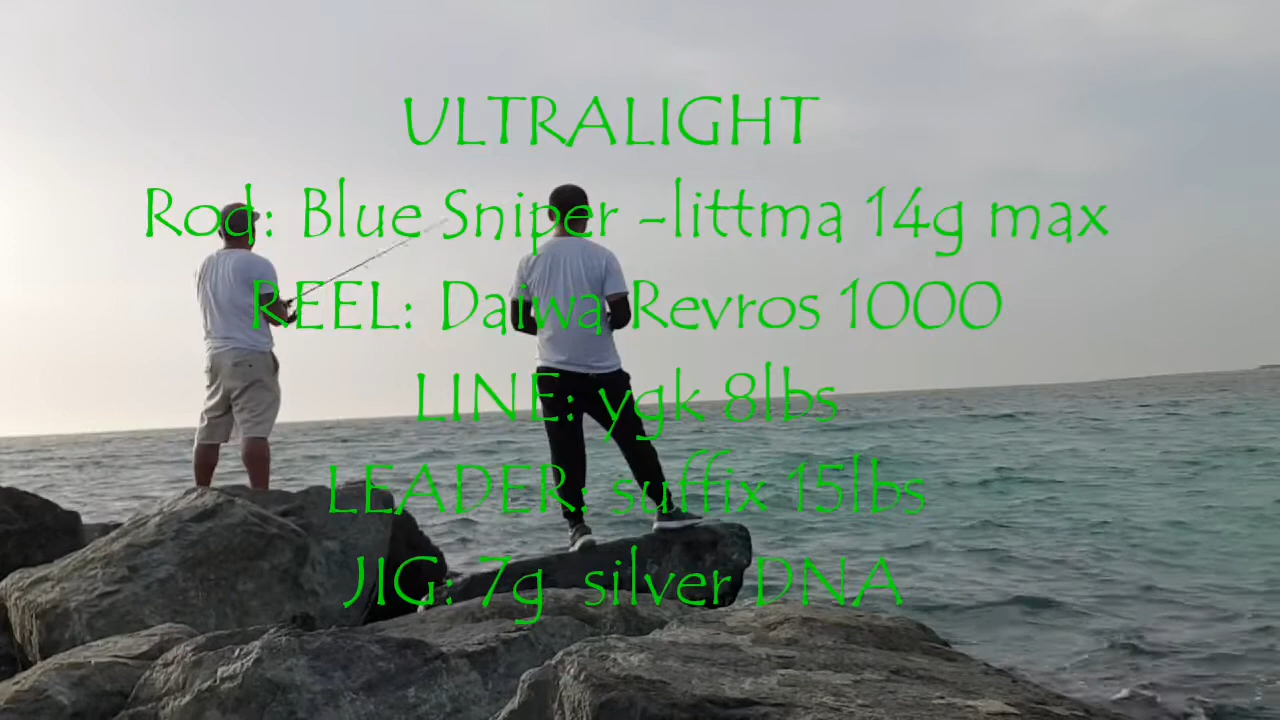 ULTRALIGHT
Rod: Blue Sniper -littma 14g max
REEL: Daiwa Revros 1000
LINE: ygk 8lbs
LEADER: suffix 15lbs
JIG: 7g silver DNA